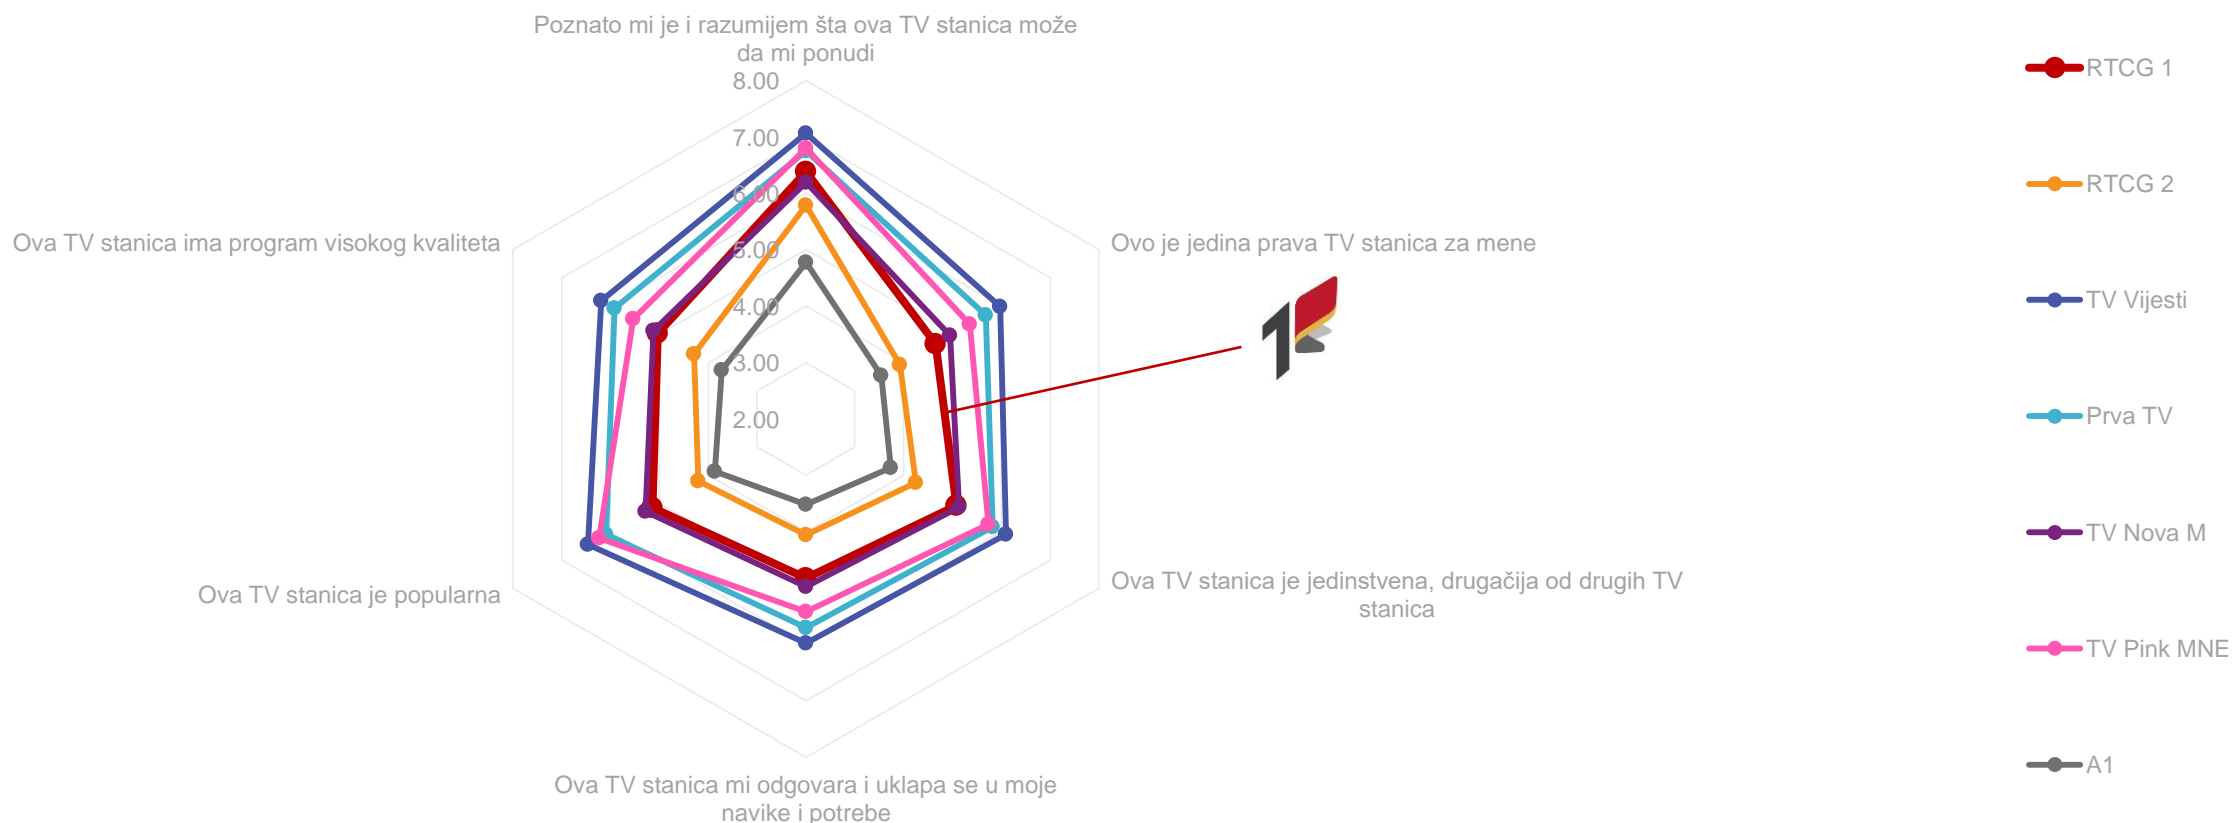 Poznato mi je i razumijem šta ova TV stanica može
da mi ponudi
8.00
7.00
6.00
5.00
4.00
3.00
2.00
Ovo je jedina prava TV stanica za mene
Ova TV stanica je jedinstvena, drugačija od drugih TV
stanica
Ova TV stanica mi odgovara i uklapa se u moje
navike i potrebe
Ova TV stanica je popularna
Ova TV stanica ima program visokog kvaliteta
1
RTCG 1
RTCG 2
TV Vijesti
Prva TV
TV Nova M
TV Pink MNE
A1